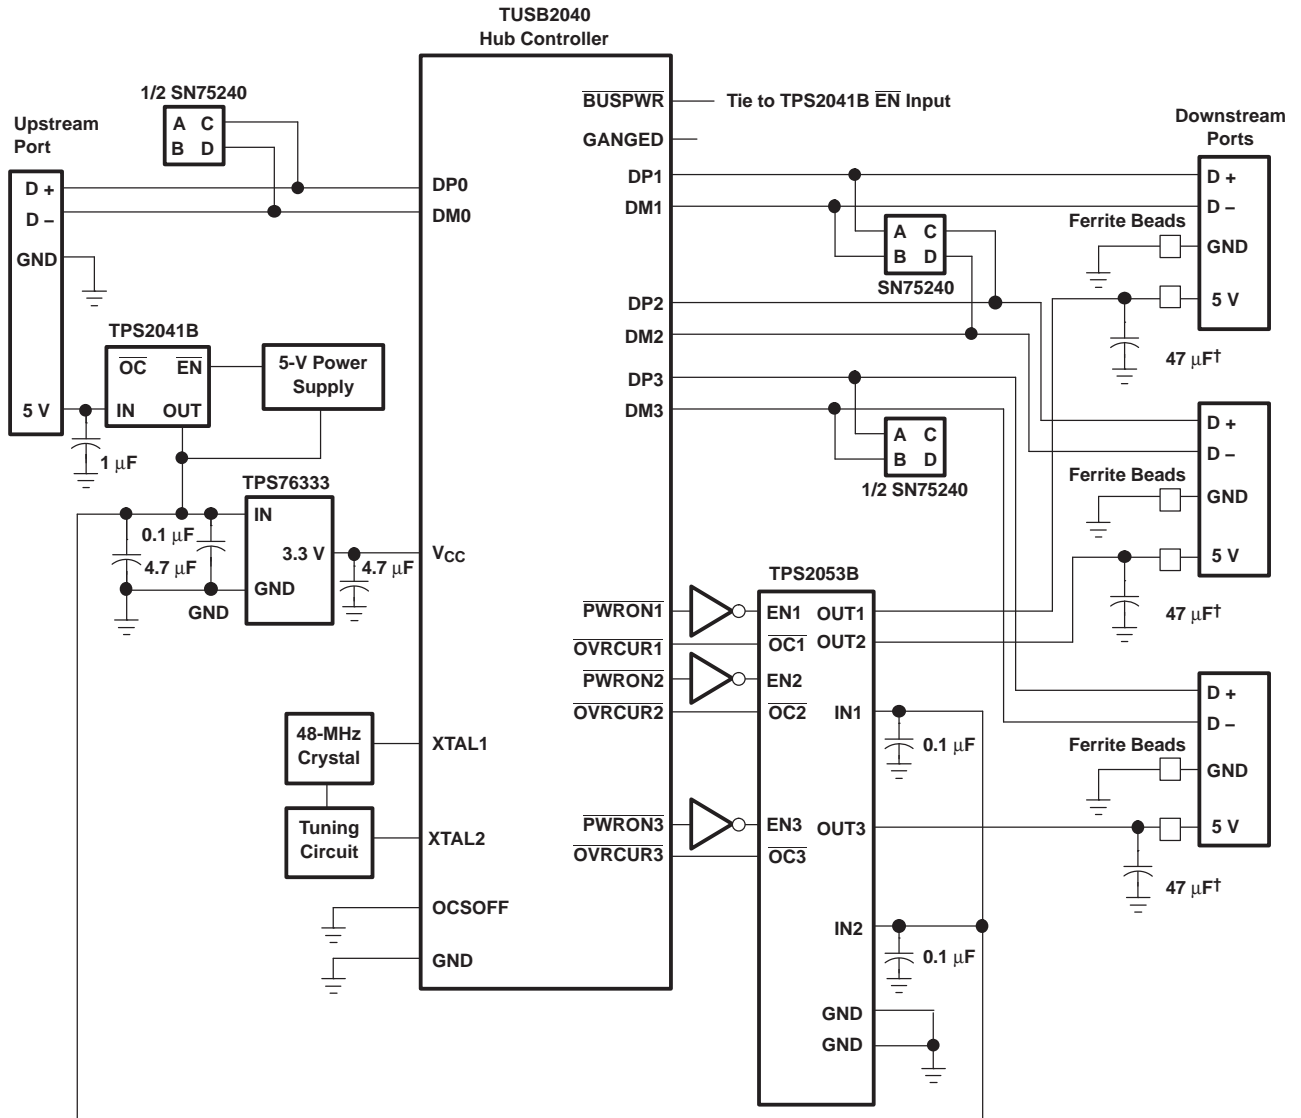 TUSB2040
Hub Controller
1/2 SN75240
A C
B D
Upstream
Port
D +
D −
GND
5 V
TPS2041B
OC EN
IN OUT
5-V Power
Supply
1 μF
TPS76333
IN
3.3 V
GND
0.1 μF
4.7 μF
GND
4.7 μF
48-MHz
Crystal
Tuning
Circuit
DP0
DM0
VCC
XTAL1
XTAL2
OCSOFF
GND
BUSPWR
Tie to TPS2041B EN Input
GANGED
DP1
DM1
DP2
DM2
DP3
DM3
PWRON1
OVRCUR1
PWRON2
OVRCUR2
PWRON3
OVRCUR3
A C
B D
SN75240
A C
B D
1/2 SN75240
TPS2053B
EN1
OC1
EN2
OC2
EN3
OC3
OUT1
OUT2
IN1
OUT3
IN2
GND
GND
0.1 μF
0.1 μF
Downstream
Ports
D +
D −
Ferrite Beads
GND
5 V
47 μF†
D +
D −
Ferrite Beads
GND
5 V
47 μF†
D +
D −
Ferrite Beads
GND
5 V
47 μF†